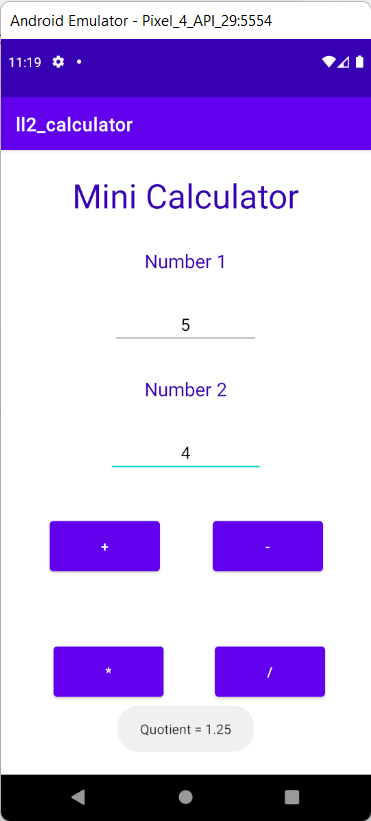 Android Emulator - Pixel_4_API_29:5554
11:19
ll2_calculator
Mini Calculator
Number 1
5
Number 2
4
+ -
* /
Quotient = 1.25